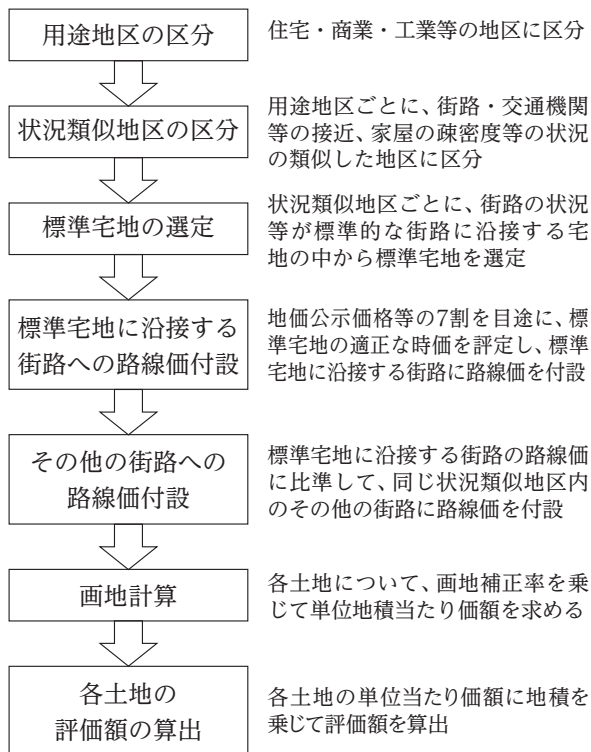 用途地区の区分
住宅・商業・工業等の地区に区分
状況類似地区の区分
用途地区ごとに、街路・交通機関
等の接近、家屋の疎密度等の状況
の類似した地区に区分
標準宅地の選定
状況類似地区ごとに、街路の状況
等が標準的な街路に沿接する宅
地の中から標準宅地を選定
標準宅地に沿接する
街路への路線価付設
地価公示価格等の7割を目途に、標
準宅地の適正な時価を評定し、標準
宅地に沿接する街路に路線価を付設
その他の街路への
路線価付設
標準宅地に沿接する街路の路線価
に比準して、同じ状況類似地区内
のその他の街路に路線価を付設
画地計算
各土地について、画地補正率を乗
じて単位地積当たり価額を求める
各土地の
評価額の算出
各土地の単位当たり価額に地積を
乗じて評価額を算出